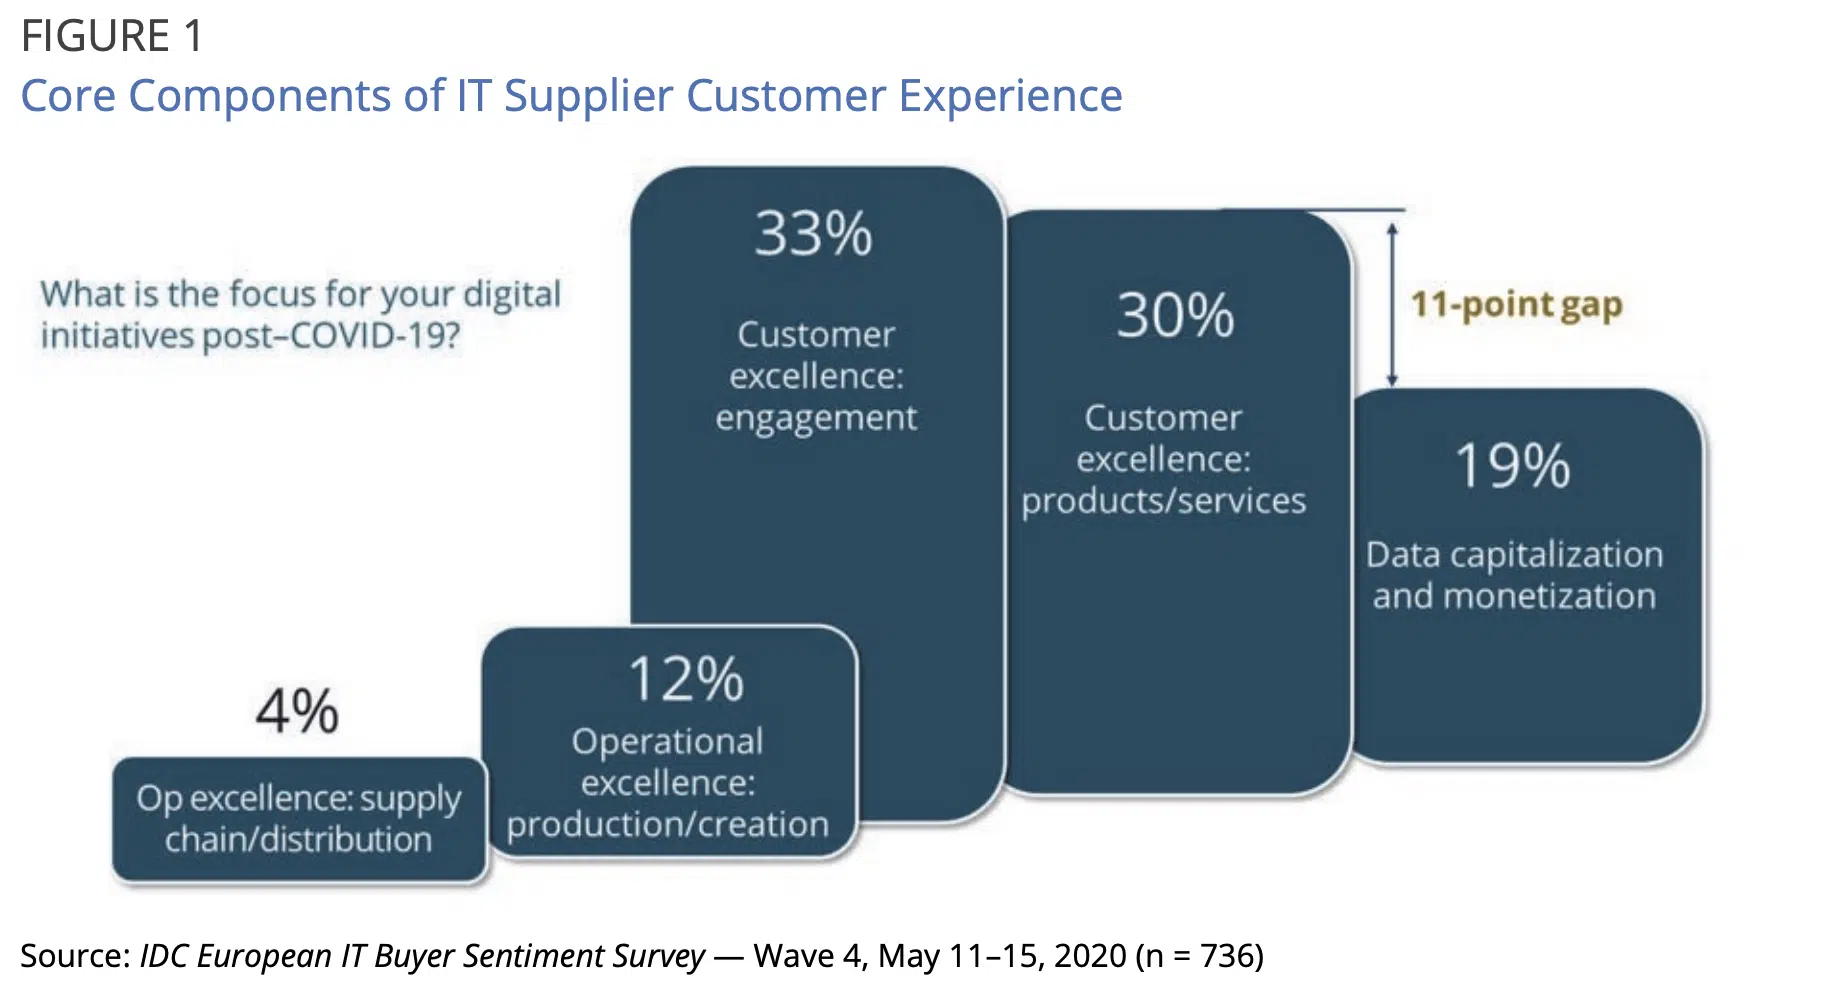 FIGURE 1
Core Components of IT Supplier Customer Experience
What is the focus for your digital
initiatives post–COVID-19?
33%
Customer
excellence:
engagement
30%
Customer
excellence:
products/services
11-point gap
19%
Data capitalization
and monetization
12%
Operational
excellence:
production/creation
4%
Op excellence: supply
chain/distribution
Source: IDC European IT Buyer Sentiment Survey — Wave 4, May 11–15, 2020 (n = 736)